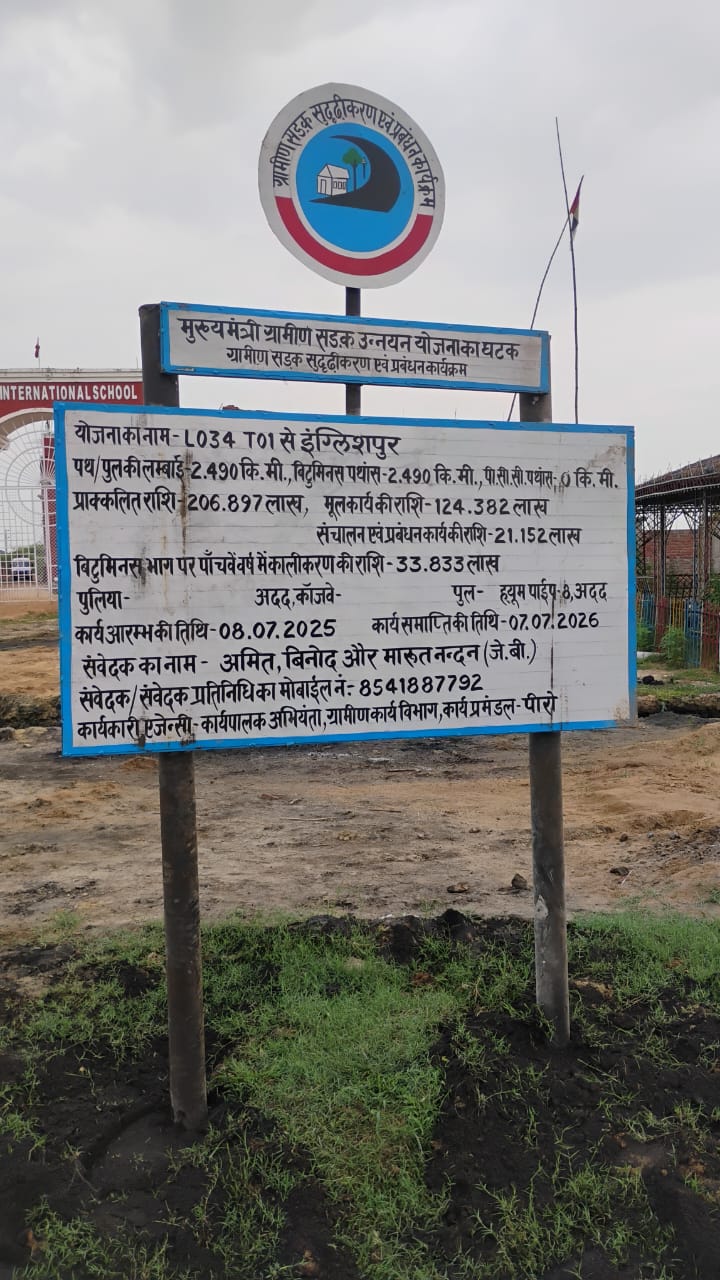 ग्रामीण सड़क सुदृढ़ीकरण एवं प्रबंधन कार्यक्रम
मुख्यमंत्री ग्रामीण सड़क उन्नयन योजना का घटक
ग्रामीण सड़क सुदृढ़ीकरण एवं प्रबंधन कार्यक्रम
INTERNATIONAL SCHOOL
योजना का नाम - L034 T01 से इंग्लिशपुर
पथ/पुल की लम्बाई - 2.490 कि. मी., बिटुमिनस पथांस - 2.490 कि. मी., पी. सी. सी. पथांस - 0 कि. मी.
प्राक्कलित राशि - 206.897 लाख, मूल कार्य की राशि - 124.382 लाख
संचालन एवं प्रबंधन कार्य की राशि - 21.152 लाख
बिटुमिनस भाग पर पाँचवें वर्ष में कालीकरण की राशि - 33.833 लाख
पुलिया - अदद, कॉजवे - पुल - ह्यूम पाईप - 8, अदद
कार्य आरम्भ की तिथि - 08.07.2025 कार्य समाप्ति की तिथि - 07.07.2026
संवेदक का नाम - अमित, बिनोद और मारूत नन्दन (जे. बी.)
संवेदक/संवेदक प्रतिनिधि का मोबाईल नं - 8541887792
कार्यकारी एजेन्सी - कार्यपालक अभियंता, ग्रामीण कार्य विभाग, कार्य प्रमंडल - पीरो